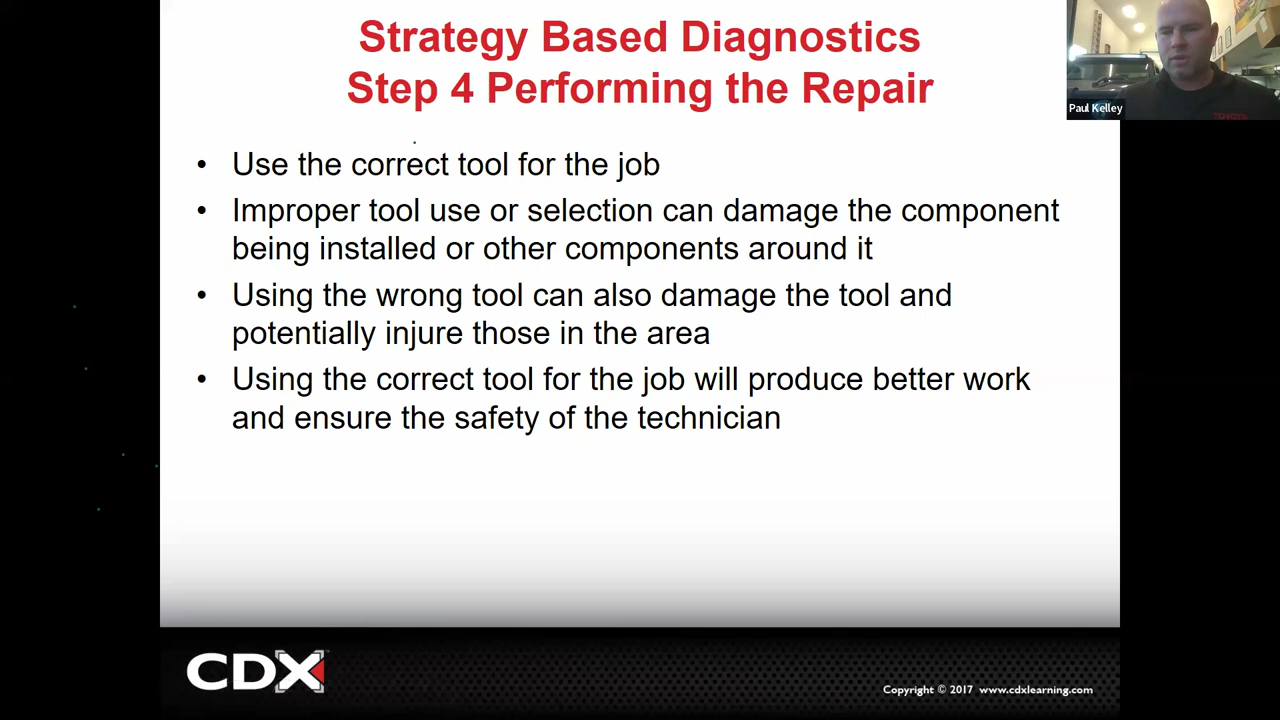 Strategy Based Diagnostics
Step 4 Performing the Repair
Paul Kelley
TOYOTA
• Use the correct tool for the job
• Improper tool use or selection can damage the component
being installed or other components around it
• Using the wrong tool can also damage the tool and
potentially injure those in the area
• Using the correct tool for the job will produce better work
and ensure the safety of the technician
CDX
Copyright © 2017 www.cdxlearning.com